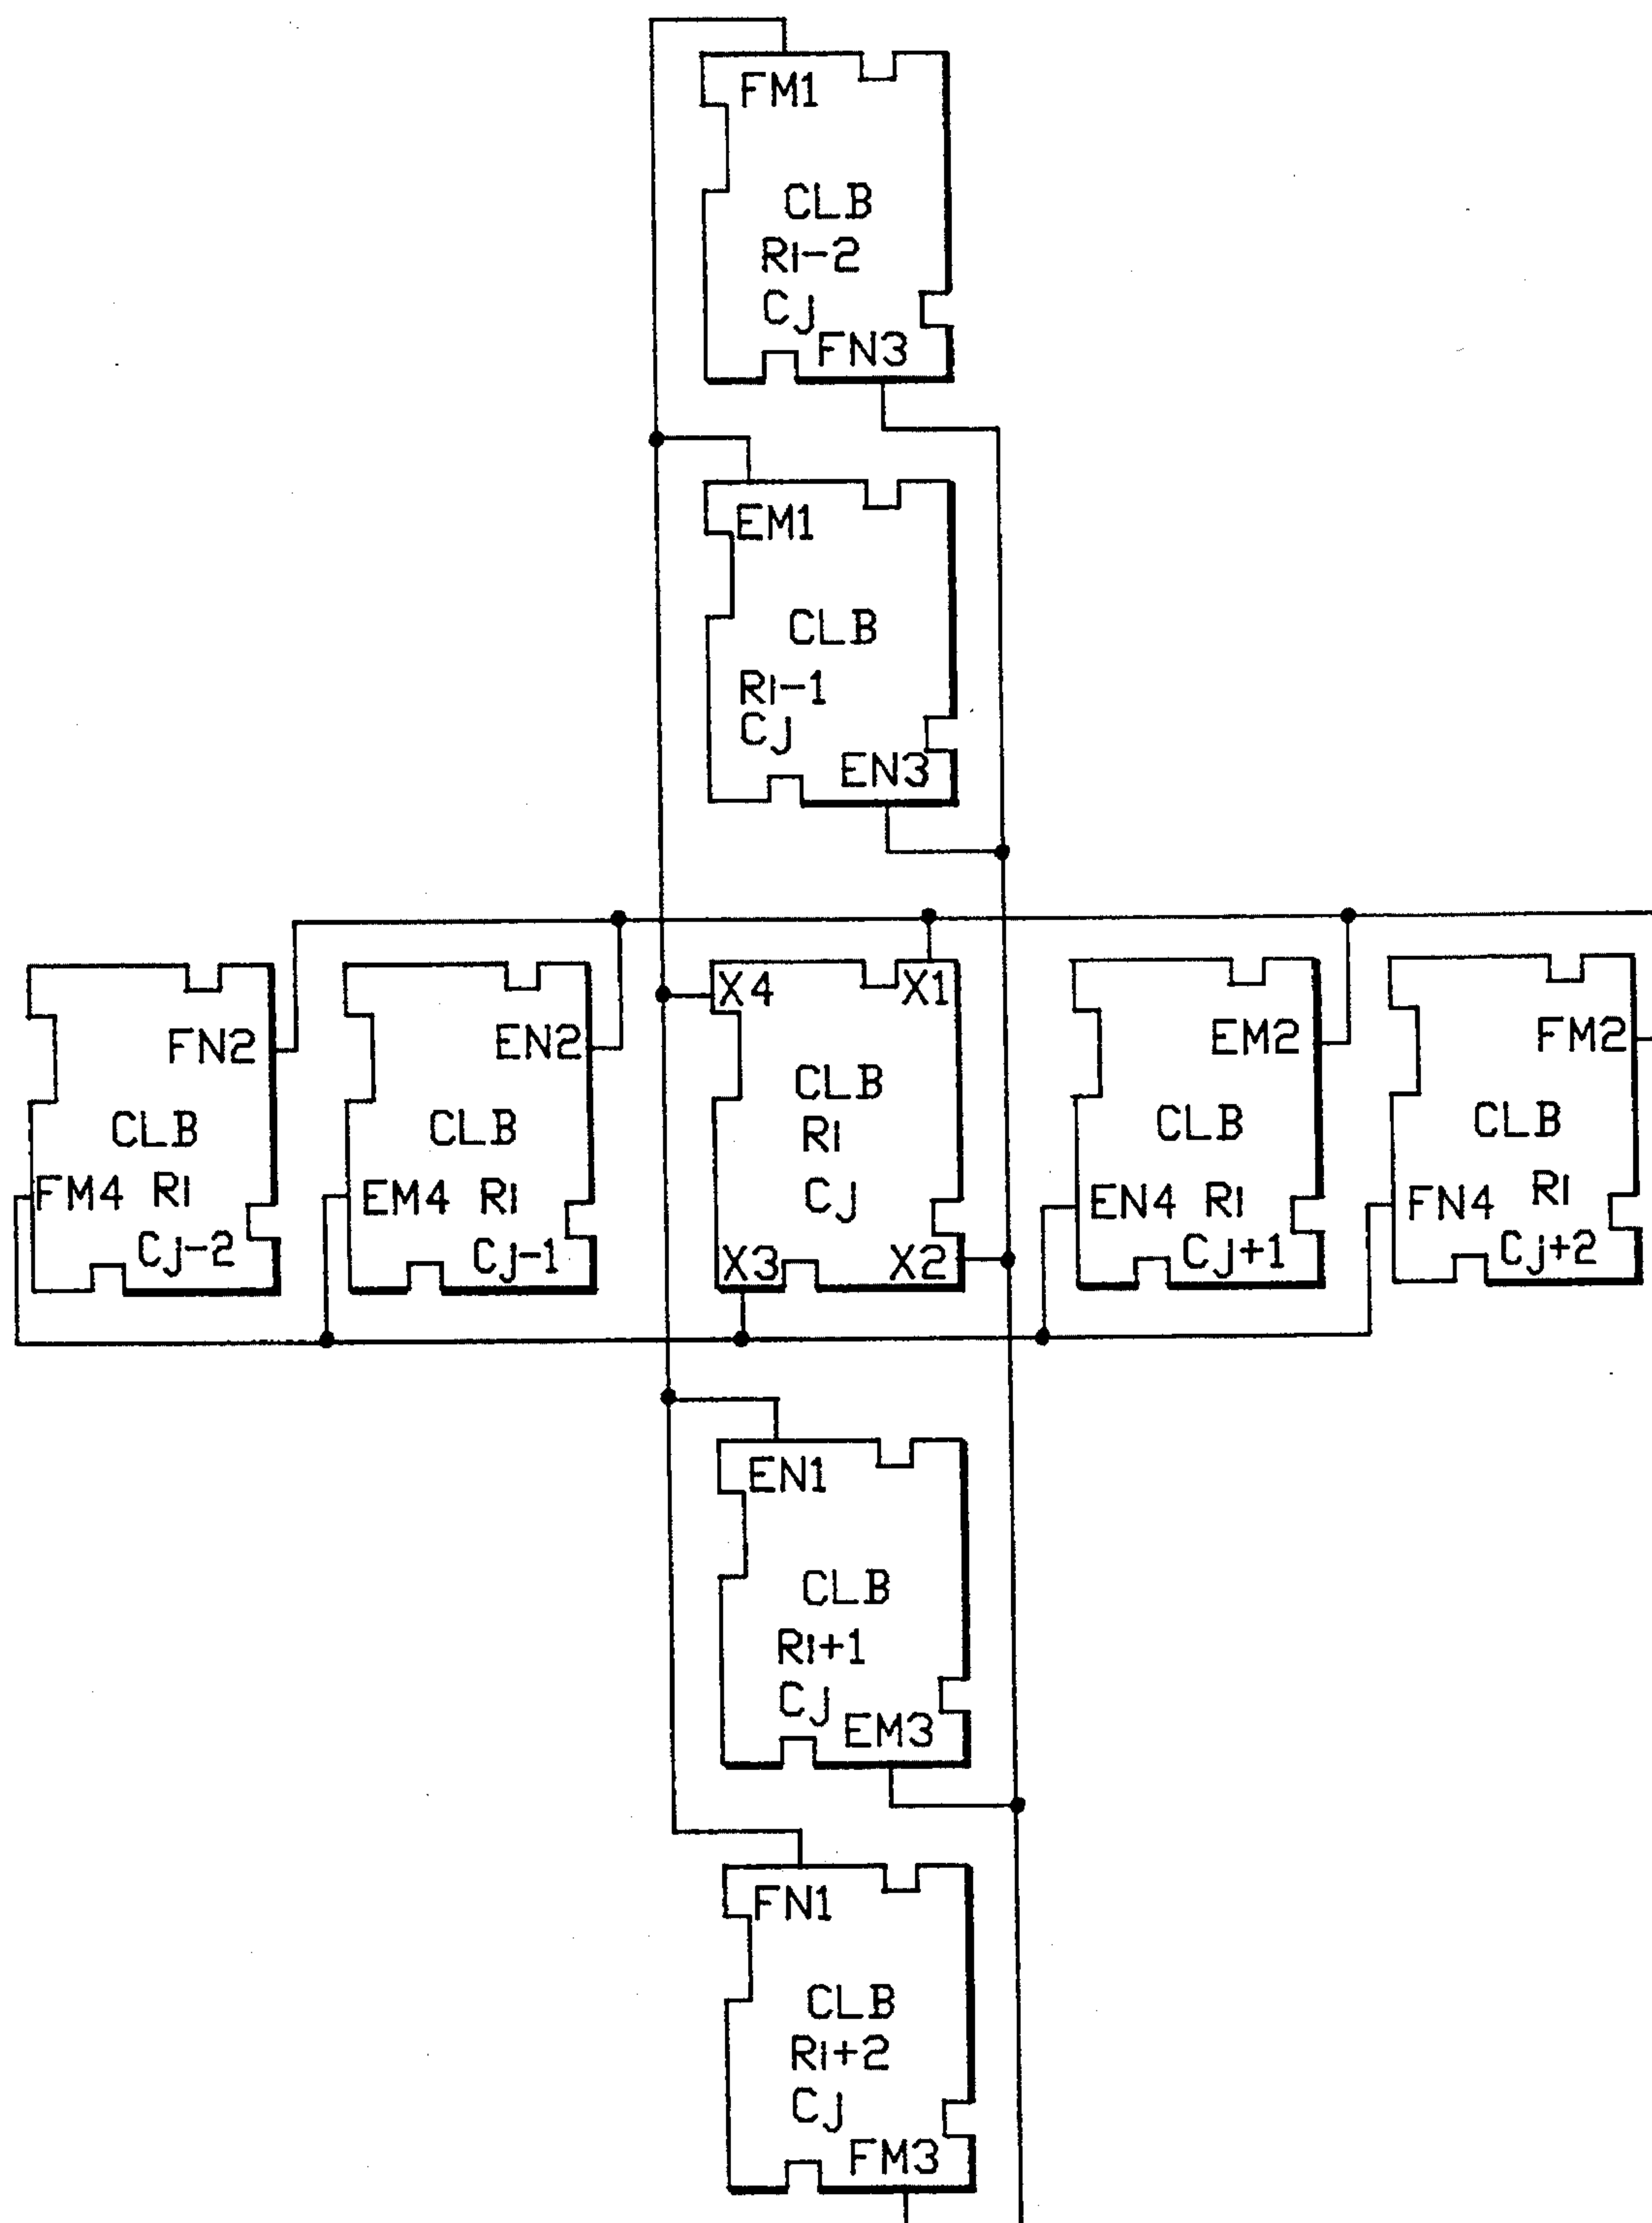 FM1
CLB
Ri-2
Cj
FN3
EM1
CLB
Ri-1
Cj
EN3
FN2
CLB
FM4 Ri
Cj-2
EN2
CLB
EM4 Ri
Cj-1
X4 X1
CLB
Ri
Cj
X3 X2
EM2
CLB
EN4 Ri
Cj+1
FM2
CLB
FN4 Ri
Cj+2
EN1
CLB
Ri+1
Cj
EM3
FN1
CLB
Ri+2
Cj
FM3